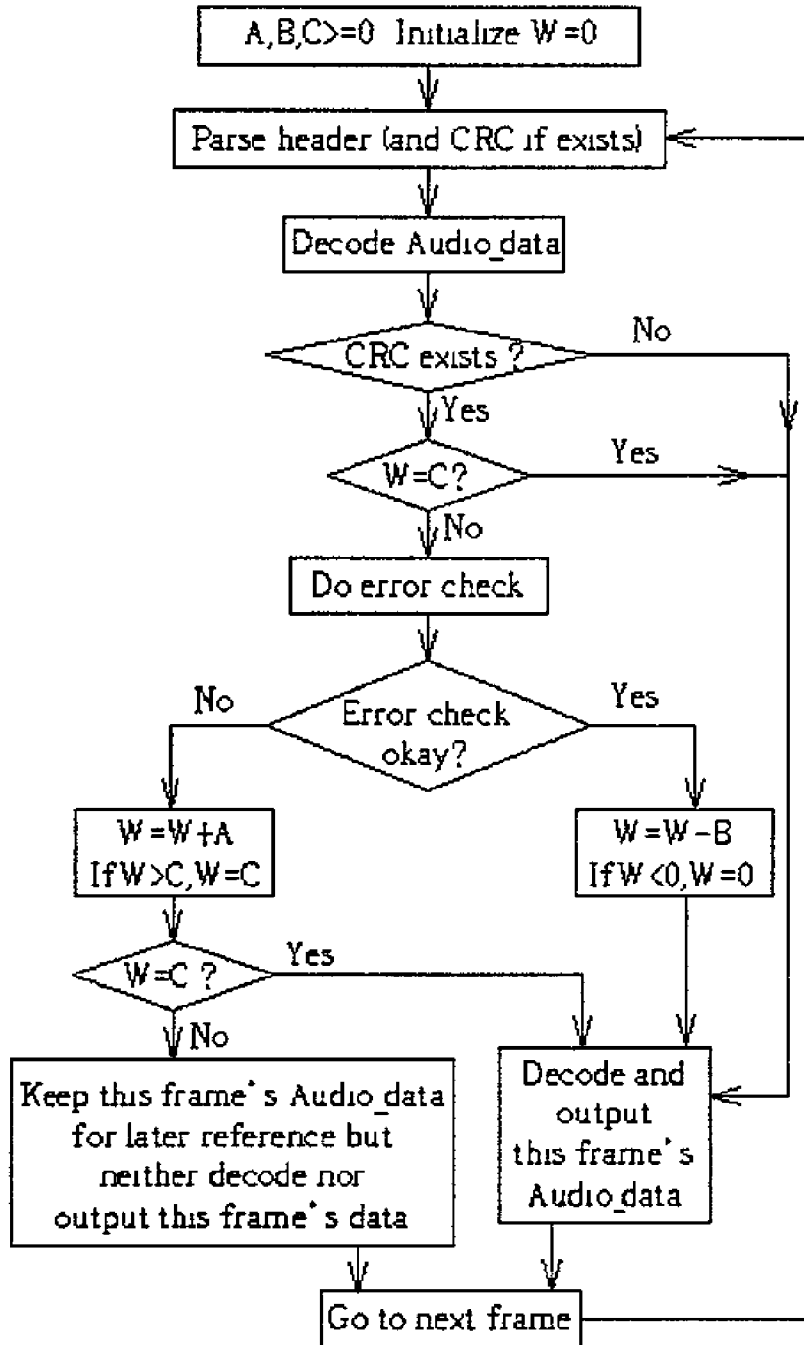 A,B,C>=0 Initialize W=0
Parse header (and CRC if exists)
Decode Audio_data
CRC exists ?
No
Yes
W=C?
Yes
No
Do error check
Error check
okay?
No
Yes
W=W+A
If W>C,W=C
W=W-B
If W<0,W=0
W=C ?
Yes
No
Keep this frame's Audio_data
for later reference but
neither decode nor
output this frame's data
Decode and
output
this frame's
Audio_data
Go to next frame